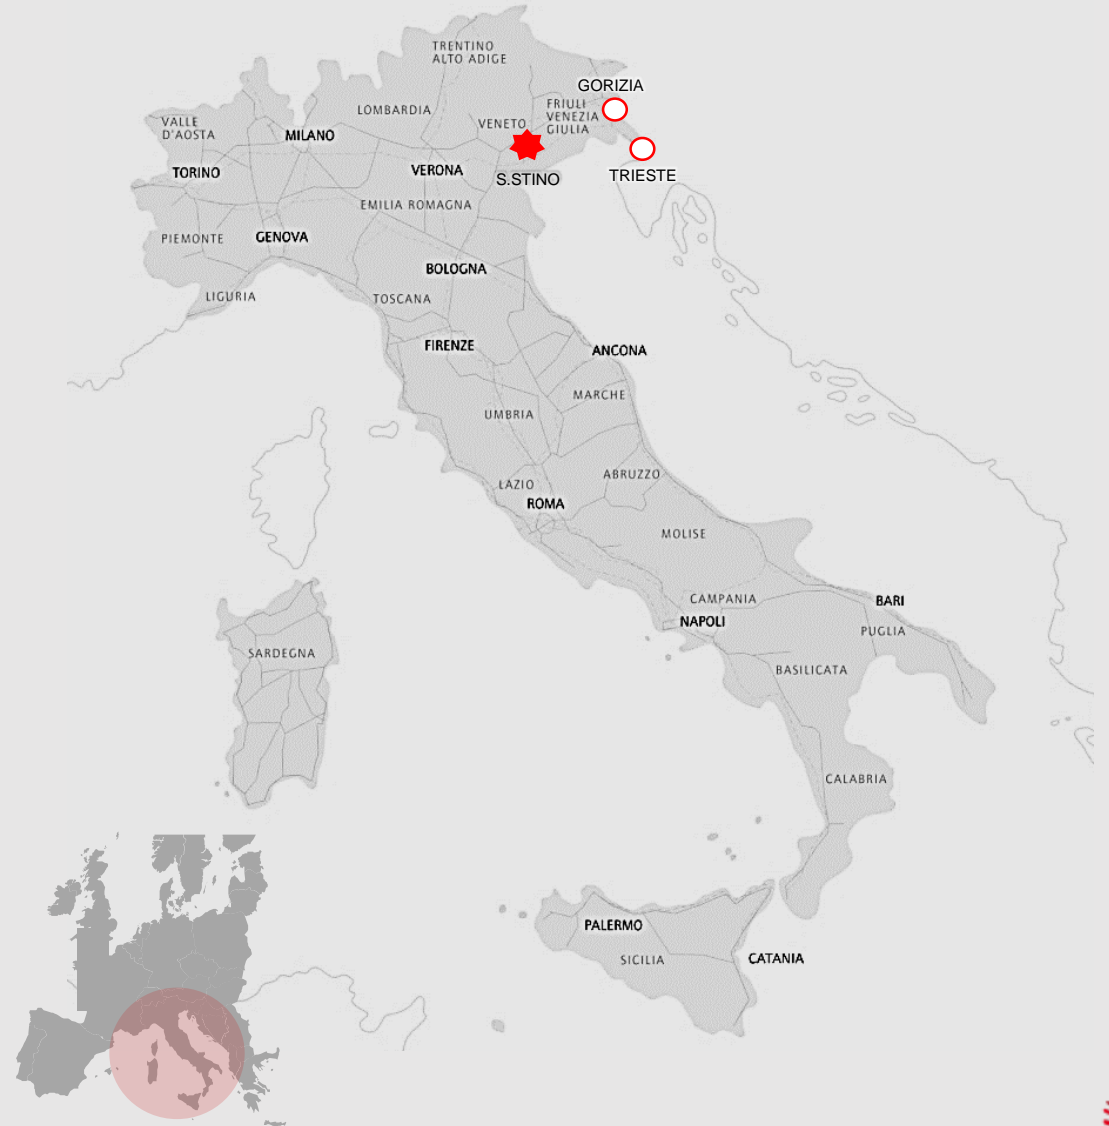 TRENTINO
ALTO ADIGE
GORIZIA
LOMBARDIA
FRIULI
VENEZIA
GIULIA
VALLE
D'AOSTA
MILANO
VENETO
TORINO
VERONA
S.STINO
TRIESTE
EMILIA ROMAGNA
PIEMONTE
GENOVA
BOLOGNA
LIGURIA
TOSCANA
FIRENZE
ANCONA
MARCHE
UMBRIA
LAZIO
ABRUZZO
ROMA
MOLISE
CAMPANIA
BARI
NAPOLI
PUGLIA
SARDEGNA
BASILICATA
CALABRIA
PALERMO
SICILIA
CATANIA